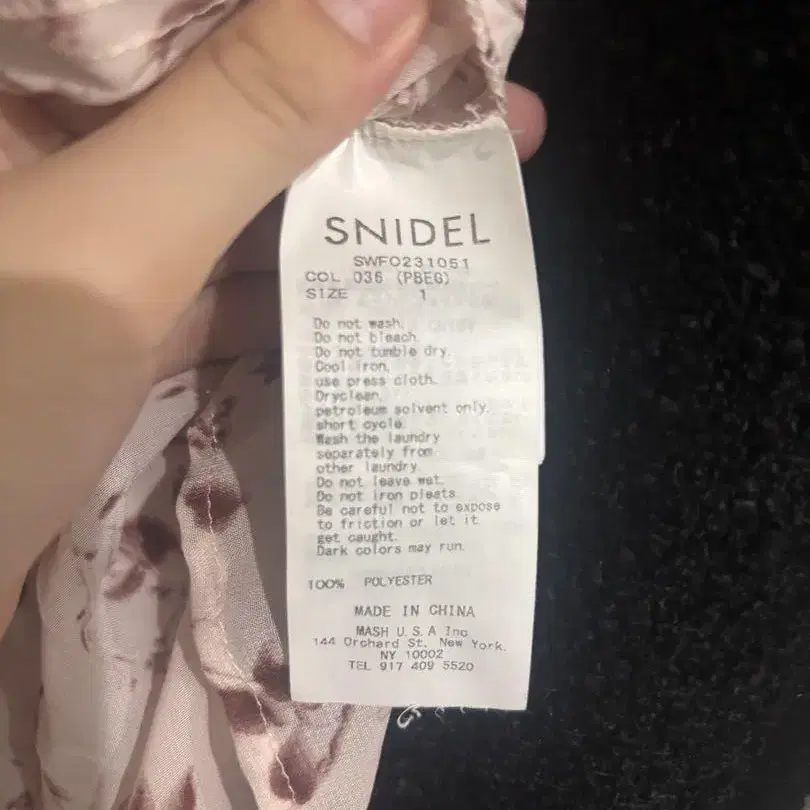 SNIDEL
SWFO231051
COL 036 (PBEG)
SIZE 1
Do not wash.
Do not bleach.
Do not tumble dry.
Cool iron,
use press cloth.
Dryclean,
petroleum solvent only.
short cycle.
Wash the laundry
separately from
other laundry.
Do not leave wet.
Do not iron pleats.
Be careful not to expose
to friction or let it
get caught.
Dark colors may run.
100% POLYESTER
MADE IN CHINA
MASH U.S.A Inc
144 Orchard St. New York.
NY 10002
TEL 917 409 5520